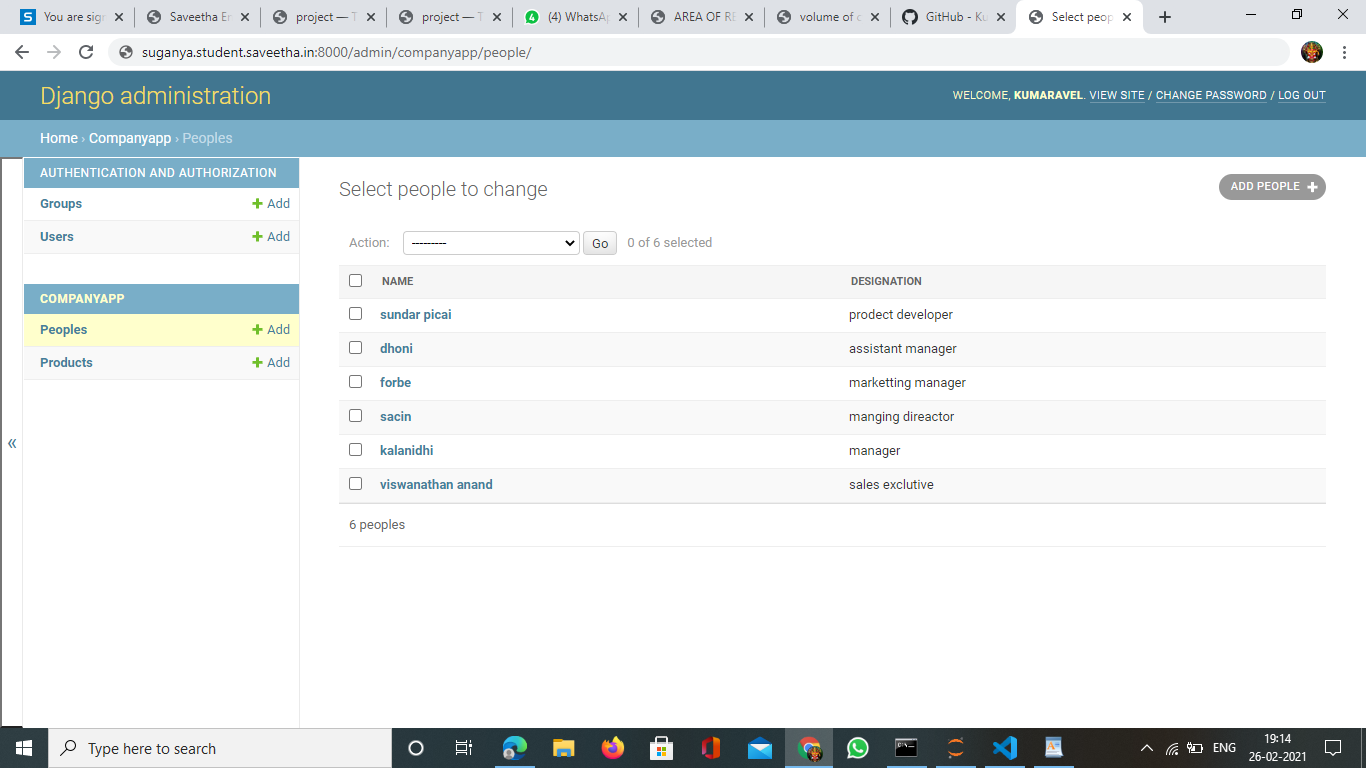 You are sig
Saveetha Er
project — T
project — T
(4) WhatsAp
AREA OF RE
volume of c
GitHub - Ku
Select peop
suganya.student.saveetha.in:8000/admin/companyapp/people/
Django administration
WELCOME, KUMARAVEL. VIEW SITE / CHANGE PASSWORD / LOG OUT
Home › Companyapp › Peoples
AUTHENTICATION AND AUTHORIZATION
Groups + Add
Users + Add
COMPANYAPP
Peoples + Add
Products + Add
«
Select people to change
ADD PEOPLE +
Action: --------- Go 0 of 6 selected
NAME DESIGNATION
sundar picai prodect developer
dhoni assistant manager
forbe marketting manager
sacin manging direactor
kalanidhi manager
viswanathan anand sales exclutive
6 peoples
Type here to search
ENG
19:14
26-02-2021